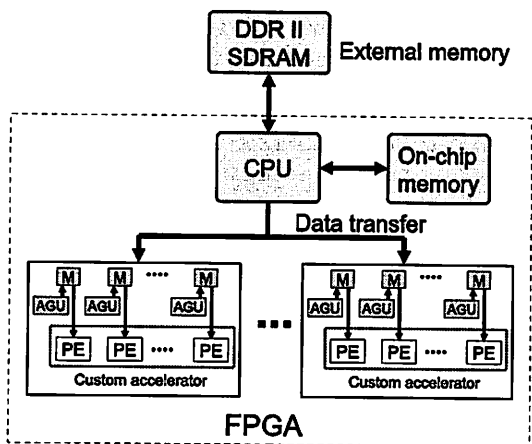 DDR II
SDRAM
External memory
CPU
On-chip
memory
Data transfer
M M .... M
AGU AGU AGU
PE PE .... PE
Custom accelerator
M M .... M
AGU AGU AGU
PE PE .... PE
Custom accelerator
FPGA